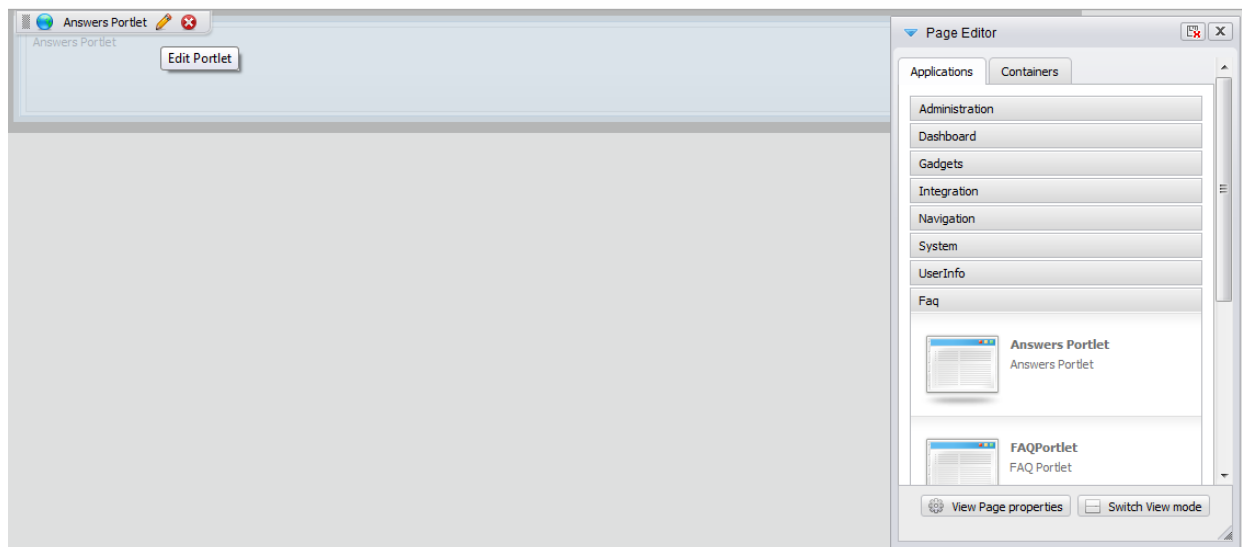 Answers Portlet
Answers Portlet
Edit Portlet
Page Editor
Applications
Containers
Administration
Dashboard
Gadgets
Integration
Navigation
System
UserInfo
Faq
Answers Portlet
Answers Portlet
FAQPortlet
FAQ Portlet
View Page properties
Switch View mode